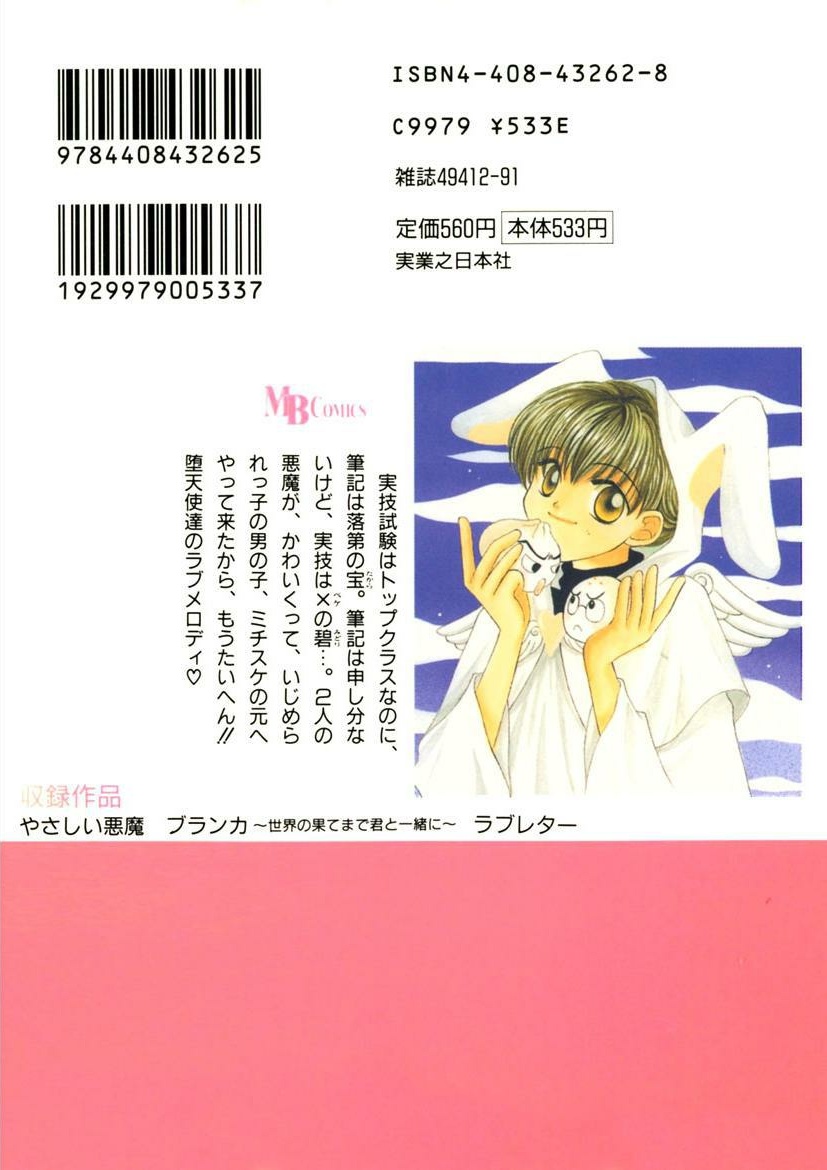 9784408432625
1929979005337
ISBN4-408-43262-8
C9979 ¥533E
雑誌49412-91
定価560円 本体533円
実業之日本社
MB COMICS
実技試験はトップクラスなのに、
筆記は落第の宝。筆記は申し分な
いけど、実技は×の碧…。2人の
悪魔が、かわいくって、いじめら
れっ子の男の子、ミチスケの元へ
やって来たから、もうたいへん!!
堕天使達のラブメロディ♡
たから
ペケ
みどり
収録作品
やさしい悪魔 ブランカ~世界の果てまで君と一緒に~ ラブレター